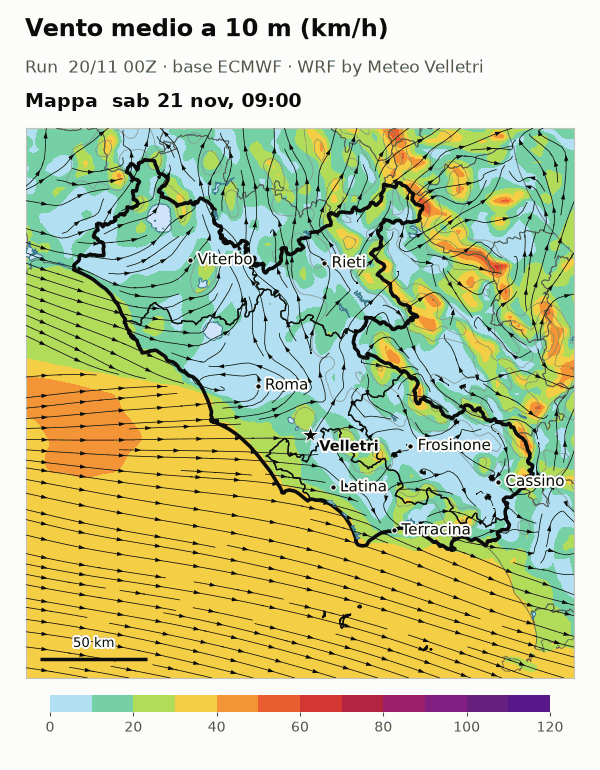 Vento medio a 10 m (km/h)
Run 20/11 00Z · base ECMWF · WRF by Meteo Velletri
Mappa sab 21 nov, 09:00
Viterbo
Rieti
Roma
Velletri
Frosinone
Cassino
Latina
Terracina
50 km
0 20 40 60 80 100 120